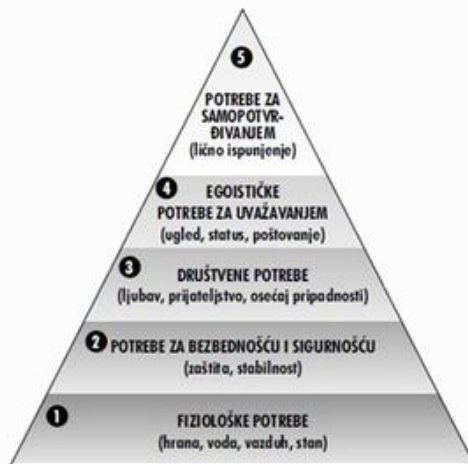 5
POTREBE ZA
SAMOPOTVR-
ĐIVANJEM
(lično ispunjenje)
4 EGOISTIČKE
POTREBE ZA UVAŽAVANJEM
(ugled, status, poštovanje)
3 DRUŠTVENE POTREBE
(ljubav, prijateljstvo, osećaj pripadnosti)
2 POTREBE ZA BEZBEDNOŠĆU I SIGURNOŠĆU
(zaštita, stabilnost)
1 FIZIOLOŠKE POTREBE
(hrana, voda, vazduh, stan)